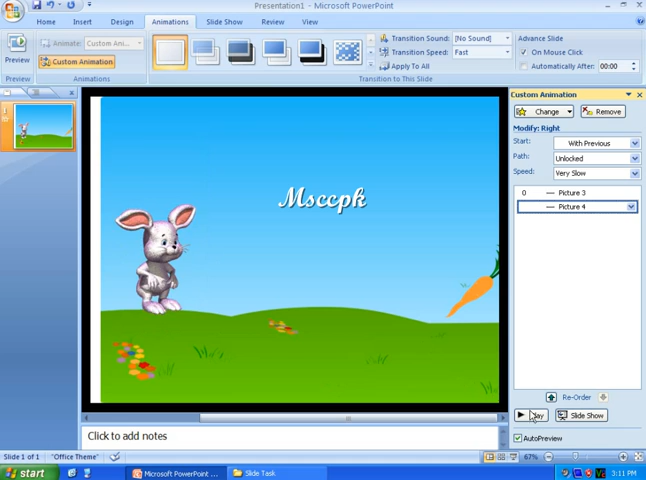 Presentation1 - Microsoft PowerPoint
Home Insert Design Animations Slide Show Review View
Preview
Animate: Custom Ani...
Custom Animation
Transition Sound: [No Sound]
Transition Speed: Fast
Apply To All
Advance Slide
On Mouse Click
Automatically After: 00:00
Preview Animations Transition to This Slide
Custom Animation
Change Remove
Modify: Right
Start: With Previous
Path: Unlocked
Speed: Very Slow
0 Picture 3
Picture 4
1
Msccpk
Re-Order
Play Slide Show
AutoPreview
Click to add notes
Slide 1 of 1 "Office Theme" 67%
start Microsoft PowerPoint ... Slide Task 3:11 PM